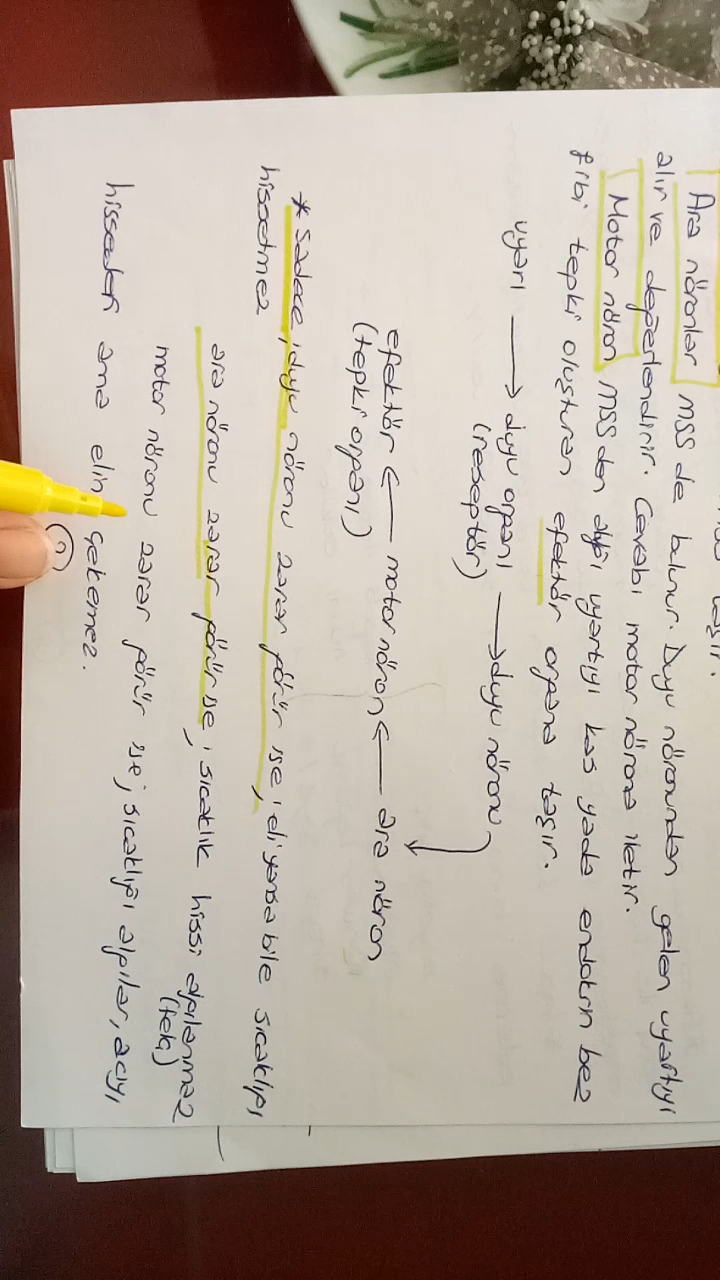 taşır.
Ara nöronlar MSS de bulunur. Duyu nöronundan gelen uyartıyı
alır ve değerlendirir. Cevabı motor nörona iletir.
Motor nöron MSS den aldığı uyartıyı kas yada endokrin bez
gibi tepki oluşturan efektör organa taşır.
uyarı → duyu organı → duyu nöronu
(reseptör)
efektör ← motor nöron ← ara nöron
(tepki organı)
* Sadece, duyu nöronu zarar görür ise, eli yansa bile sıcaklığı
hissetmez
ara nöronu zarar görürse, sıcaklık hissi algılanmaz
(tek)
motor nöronu zarar görür ise, sıcaklığı algılar, acıyı
hisseder ama elin çekemez.
?